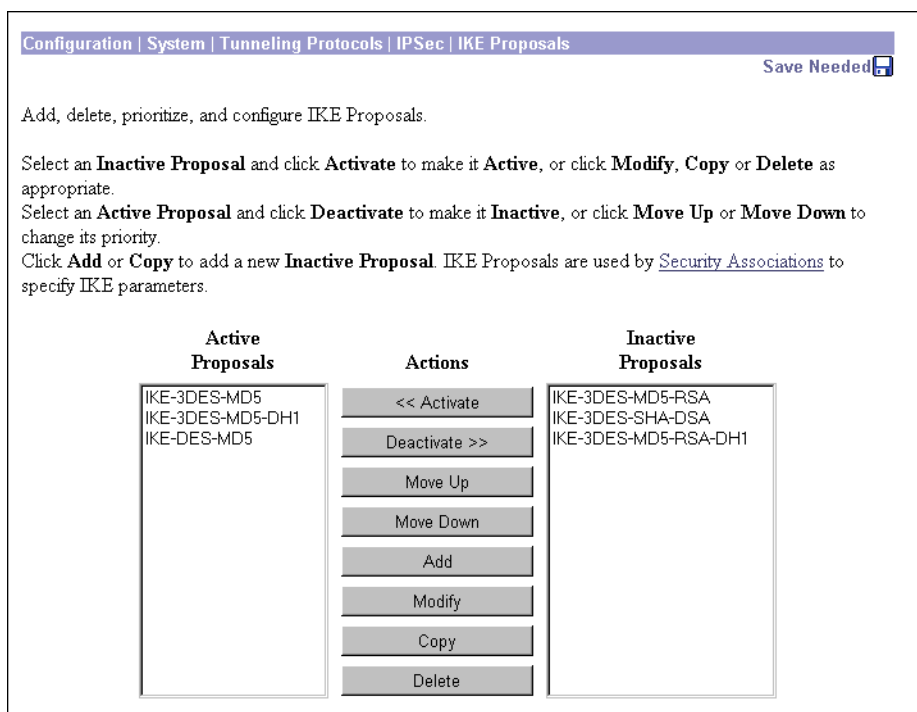 Configuration | System | Tunneling Protocols | IPSec | IKE Proposals
Save Needed
Add, delete, prioritize, and configure IKE Proposals.
Select an Inactive Proposal and click Activate to make it Active, or click Modify, Copy or Delete as
appropriate.
Select an Active Proposal and click Deactivate to make it Inactive, or click Move Up or Move Down to
change its priority.
Click Add or Copy to add a new Inactive Proposal. IKE Proposals are used by Security Associations to
specify IKE parameters.
Active
Proposals
IKE-3DES-MD5
IKE-3DES-MD5-DH1
IKE-DES-MD5
Actions
<< Activate
Deactivate >>
Move Up
Move Down
Add
Modify
Copy
Delete
Inactive
Proposals
IKE-3DES-MD5-RSA
IKE-3DES-SHA-DSA
IKE-3DES-MD5-RSA-DH1